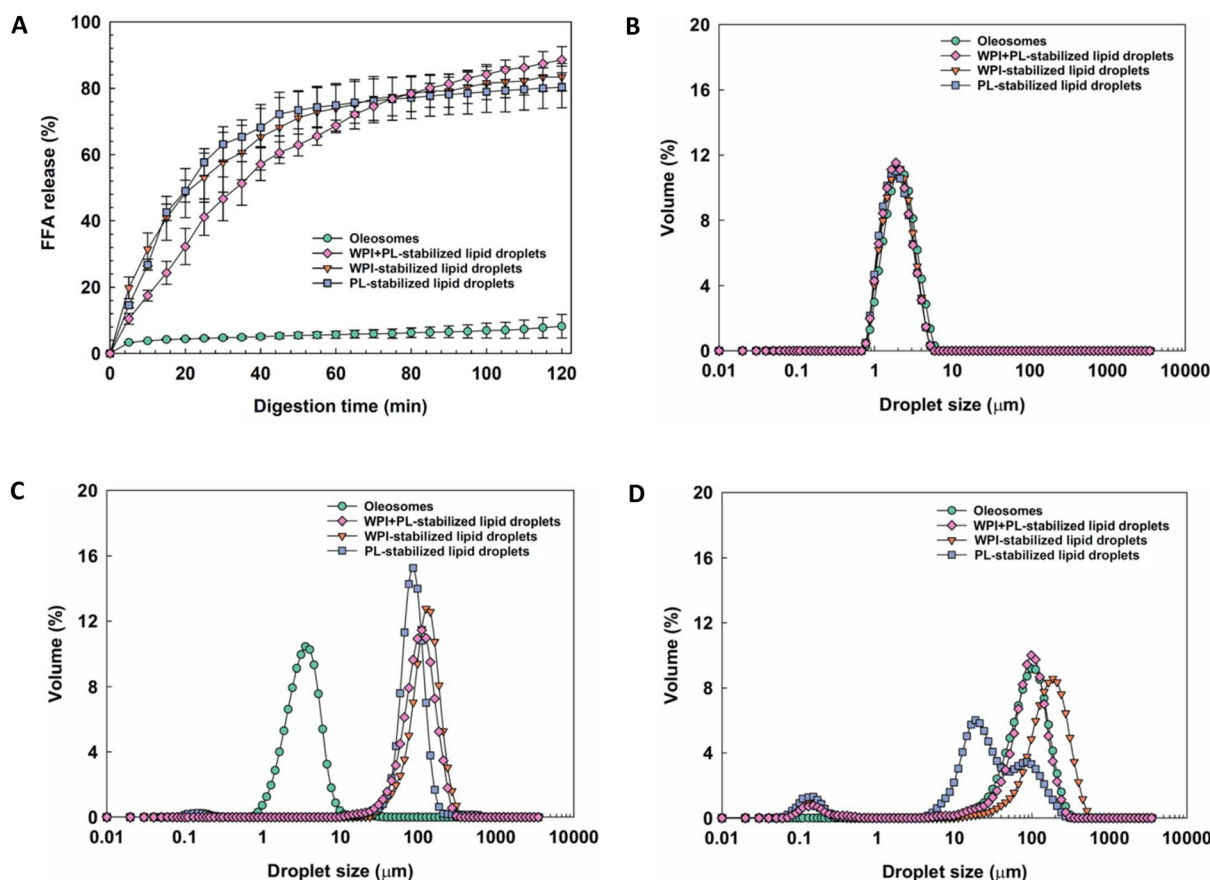 A
100
80
60
40
20
0
FFA release (%)
Oleosomes
WPI+PL-stabilized lipid droplets
WPI-stabilized lipid droplets
PL-stabilized lipid droplets
0 20 40 60 80 100 120
Digestion time (min)
B
20
16
12
8
4
0
Volume (%)
Oleosomes
WPI+PL-stabilized lipid droplets
WPI-stabilized lipid droplets
PL-stabilized lipid droplets
0.01 0.1 1 10 100 1000 10000
Droplet size (μm)
C
20
16
12
8
4
0
Volume (%)
Oleosomes
WPI+PL-stabilized lipid droplets
WPI-stabilized lipid droplets
PL-stabilized lipid droplets
0.01 0.1 1 10 100 1000 10000
Droplet size (μm)
D
20
16
12
8
4
0
Volume (%)
Oleosomes
WPI+PL-stabilized lipid droplets
WPI-stabilized lipid droplets
PL-stabilized lipid droplets
0.01 0.1 1 10 100 1000 10000
Droplet size (μm)